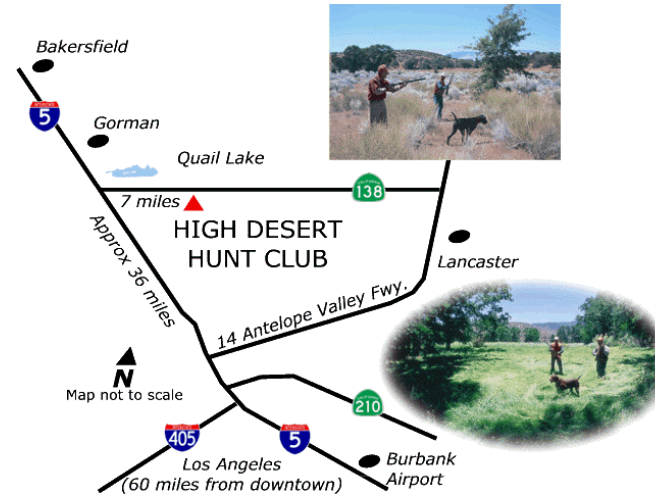 Bakersfield
5
Gorman
Quail Lake
7 miles
CALIFORNIA
138
HIGH DESERT
HUNT CLUB
Approx 36 miles
Lancaster
14 Antelope Valley Fwy.
N
Map not to scale
210
405
5
Los Angeles
(60 miles from downtown)
Burbank
Airport